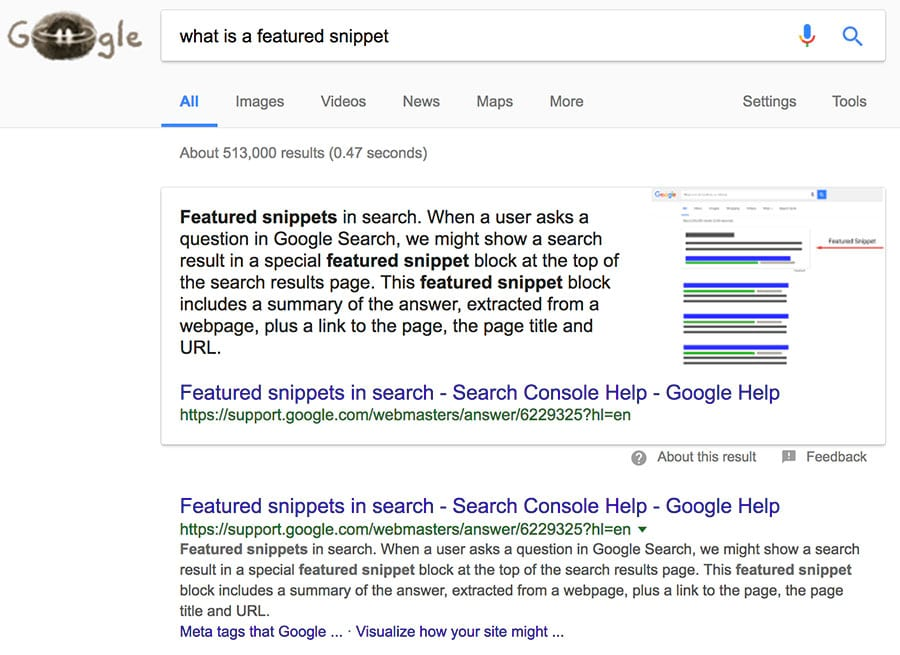 Google
what is a featured snippet
All Images Videos News Maps More Settings Tools
About 513,000 results (0.47 seconds)
Featured snippets in search. When a user asks a
question in Google Search, we might show a search
result in a special featured snippet block at the top of
the search results page. This featured snippet block
includes a summary of the answer, extracted from a
webpage, plus a link to the page, the page title and
URL.
Google
Featured Snippet
Featured snippets in search - Search Console Help - Google Help
https://support.google.com/webmasters/answer/6229325?hl=en
About this result Feedback
Featured snippets in search - Search Console Help - Google Help
https://support.google.com/webmasters/answer/6229325?hl=en
Featured snippets in search. When a user asks a question in Google Search, we might show a search
result in a special featured snippet block at the top of the search results page. This featured snippet
block includes a summary of the answer, extracted from a webpage, plus a link to the page, the page
title and URL.
Meta tags that Google ... · Visualize how your site might ...